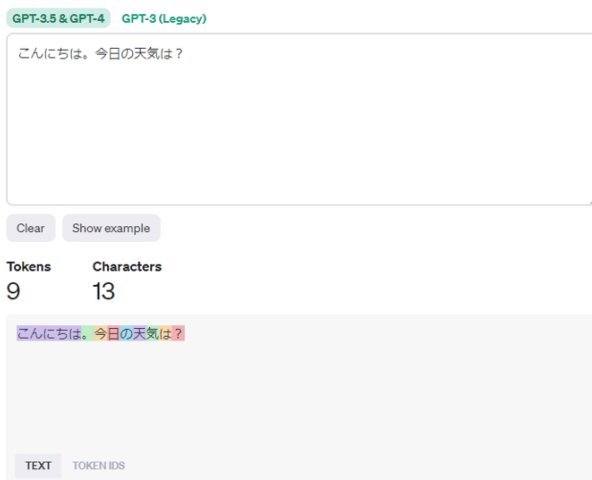 GPT-3.5 & GPT-4 GPT-3 (Legacy)
こんにちは。今日の天気は？
Clear Show example
Tokens Characters
9 13
こんにちは。今日の天気は？
TEXT TOKEN IDS